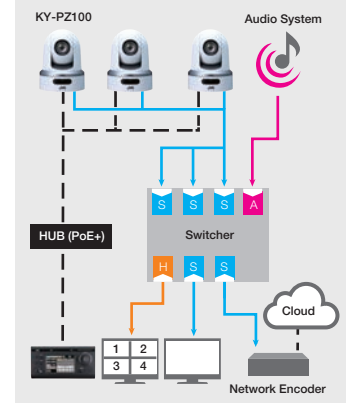 KY-PZ100
Audio System
S S S A
HUB (PoE+)
Switcher
H S S
1 2
3 4
Cloud
Network Encoder